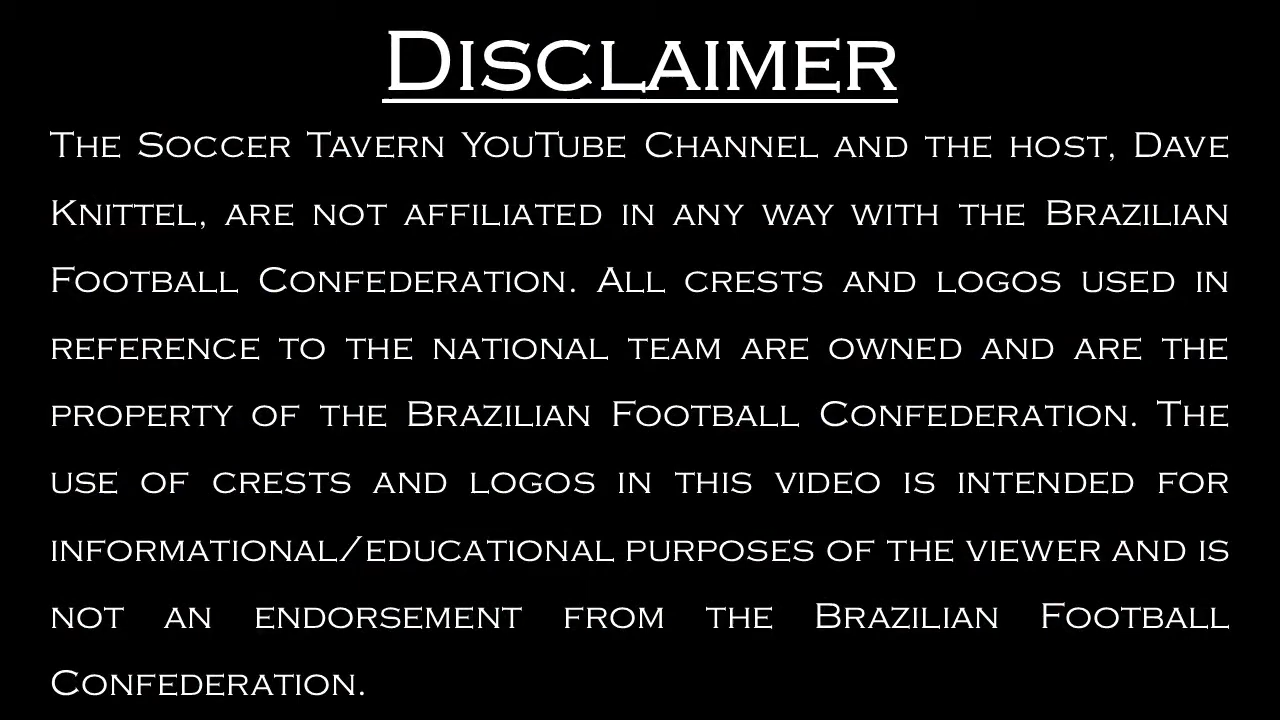 Disclaimer
The Soccer Tavern YouTube Channel and the host, Dave
Knittel, are not affiliated in any way with the Brazilian
Football Confederation. All crests and logos used in
reference to the national team are owned and are the
property of the Brazilian Football Confederation. The
use of crests and logos in this video is intended for
informational/educational purposes of the viewer and is
not an endorsement from the Brazilian Football
Confederation.